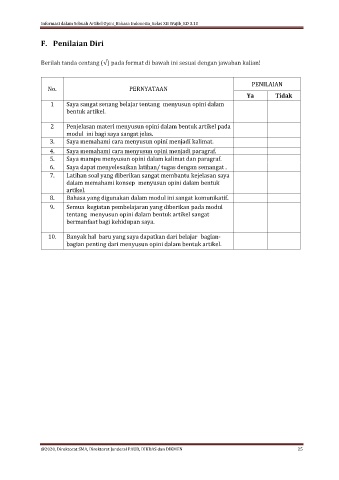 Informasi dalam Sebuah Artikel Opini_Bahasa Indonesia_Kelas XII Wajib_KD 3.10
F. Penilaian Diri
Berilah tanda centang (√) pada format di bawah ini sesuai dengan jawaban kalian!
No. PERNYATAAN PENILAIAN
Ya Tidak
1 Saya sangat senang belajar tentang menyusun opini dalam
bentuk artikel.
2 Penjelasan materi menyusun opini dalam bentuk artikel pada
modul ini bagi saya sangat jelas.
3. Saya memahami cara menyusun opini menjadi kalimat.
4. Saya memahami cara menyusun opini menjadi paragraf.
5. Saya mampu menyusun opini dalam kalimat dan paragraf.
6. Saya dapat menyelesaikan latihan/ tugas dengan semangat .
7. Latihan soal yang diberikan sangat membantu kejelasan saya
dalam memahami konsep menyusun opini dalam bentuk
artikel.
8. Bahasa yang digunakan dalam modul ini sangat komunikatif.
9. Semua kegiatan pembelajaran yang diberikan pada modul
tentang menyusun opini dalam bentuk artikel sangat
bermanfaat bagi kehidupan saya.
10. Banyak hal baru yang saya dapatkan dari belajar bagian-
bagian penting dari menyusun opini dalam bentuk artikel.
@2020, Direktorat SMA, Direktorat Jenderal PAUD, DIKDAS dan DIKMEN 25